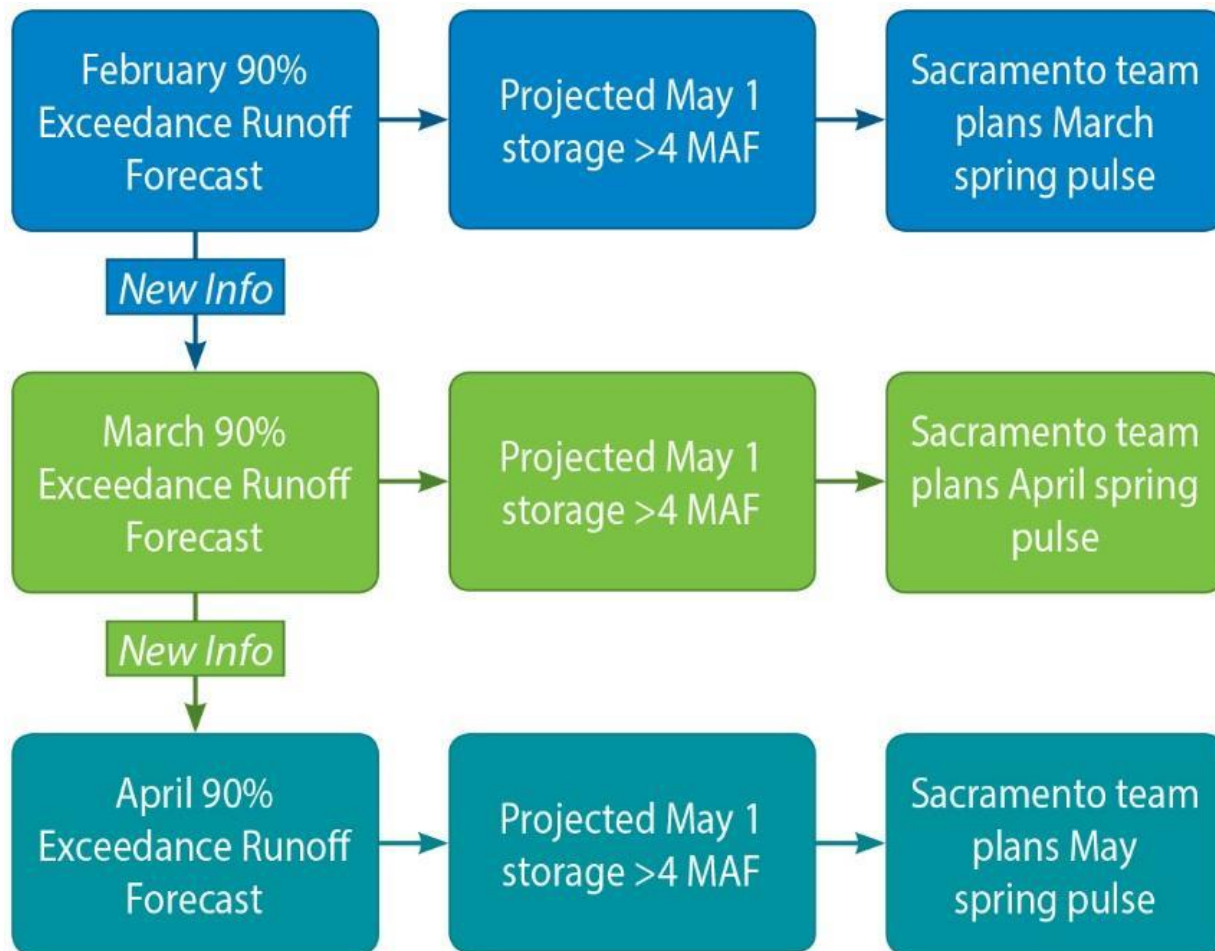 February 90%
Exceedance Runoff
Forecast
Projected May 1
storage >4 MAF
Sacramento team
plans March
spring pulse
New Info
March 90%
Exceedance Runoff
Forecast
Projected May 1
storage >4 MAF
Sacramento team
plans April spring
pulse
New Info
April 90%
Exceedance Runoff
Forecast
Projected May 1
storage >4 MAF
Sacramento team
plans May
spring pulse